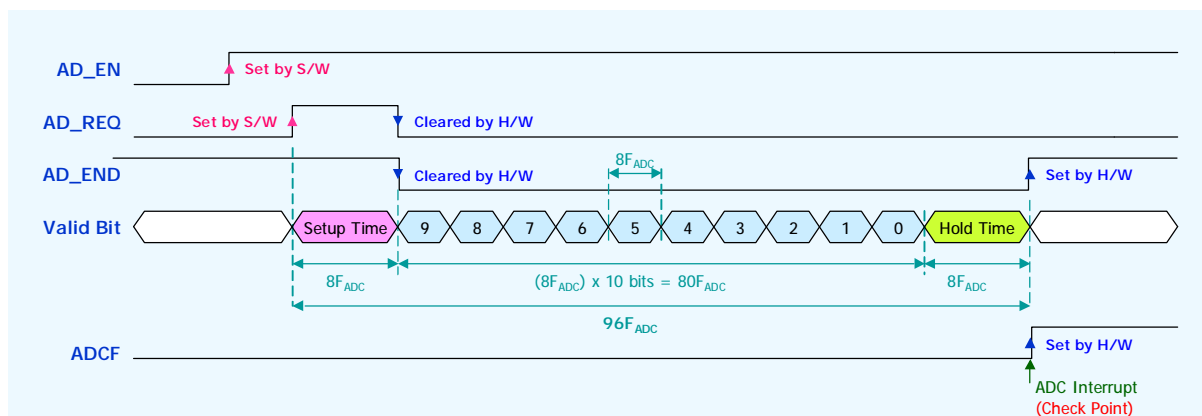 AD_EN
Set by S/W
AD_REQ
Set by S/W
Cleared by H/W
8FADC
AD_END
Cleared by H/W
Set by H/W
Valid Bit
Setup Time
9
8
7
6
5
4
3
2
1
0
Hold Time
8FADC
(8FADC) x 10 bits = 80FADC
8FADC
96FADC
ADCF
Set by H/W
ADC Interrupt
(Check Point)